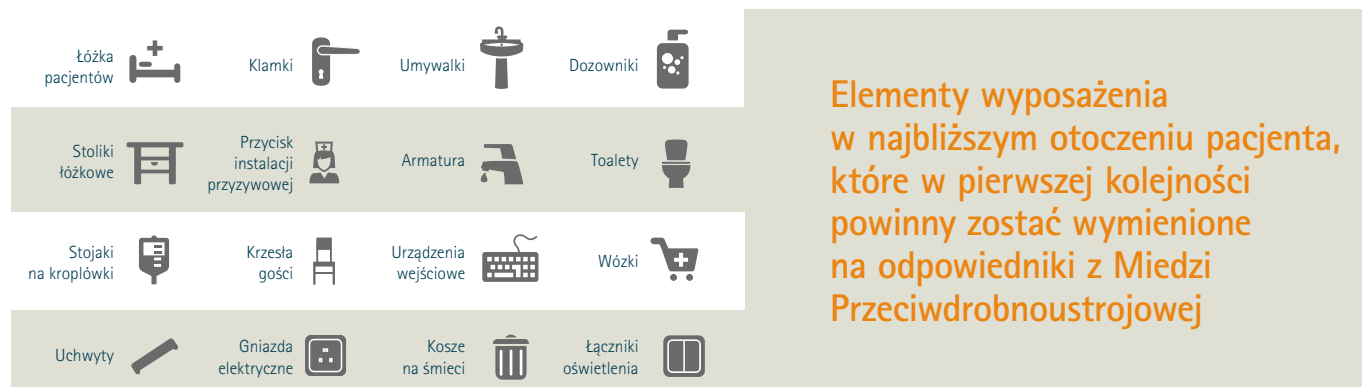 Łóżka
pacjentów
Klamki
Umywalki
Dozowniki
Stoliki
łóżkowe
Przycisk
instalacji
przyzywowej
Armatura
Toalety
Stojaki
na kroplówki
Krzesła
gości
Urządzenia
wejściowe
Wózki
Uchwyty
Gniazda
elektryczne
Kosze
na śmieci
Łączniki
oświetlenia
Elementy wyposażenia
w najbliższym otoczeniu pacjenta,
które w pierwszej kolejności
powinny zostać wymienione
na odpowiedniki z Miedzi
Przeciwdrobnoustrojowej